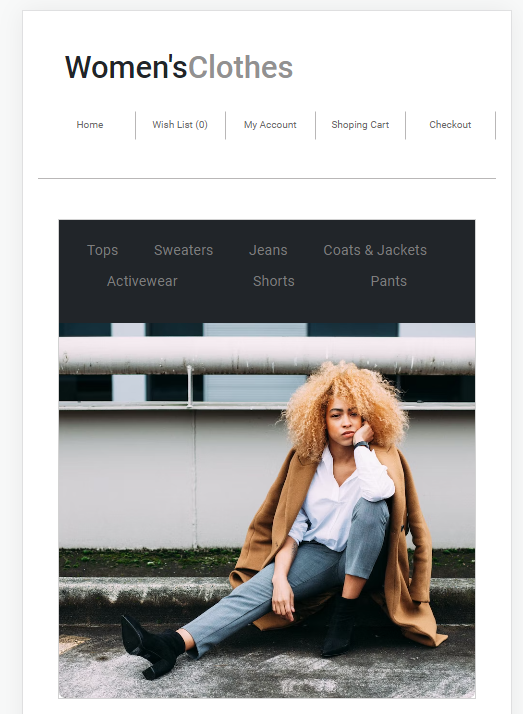 Women'sClothes
Home Wish List (0) My Account Shoping Cart Checkout
Tops Sweaters Jeans Coats & Jackets
Activewear Shorts Pants